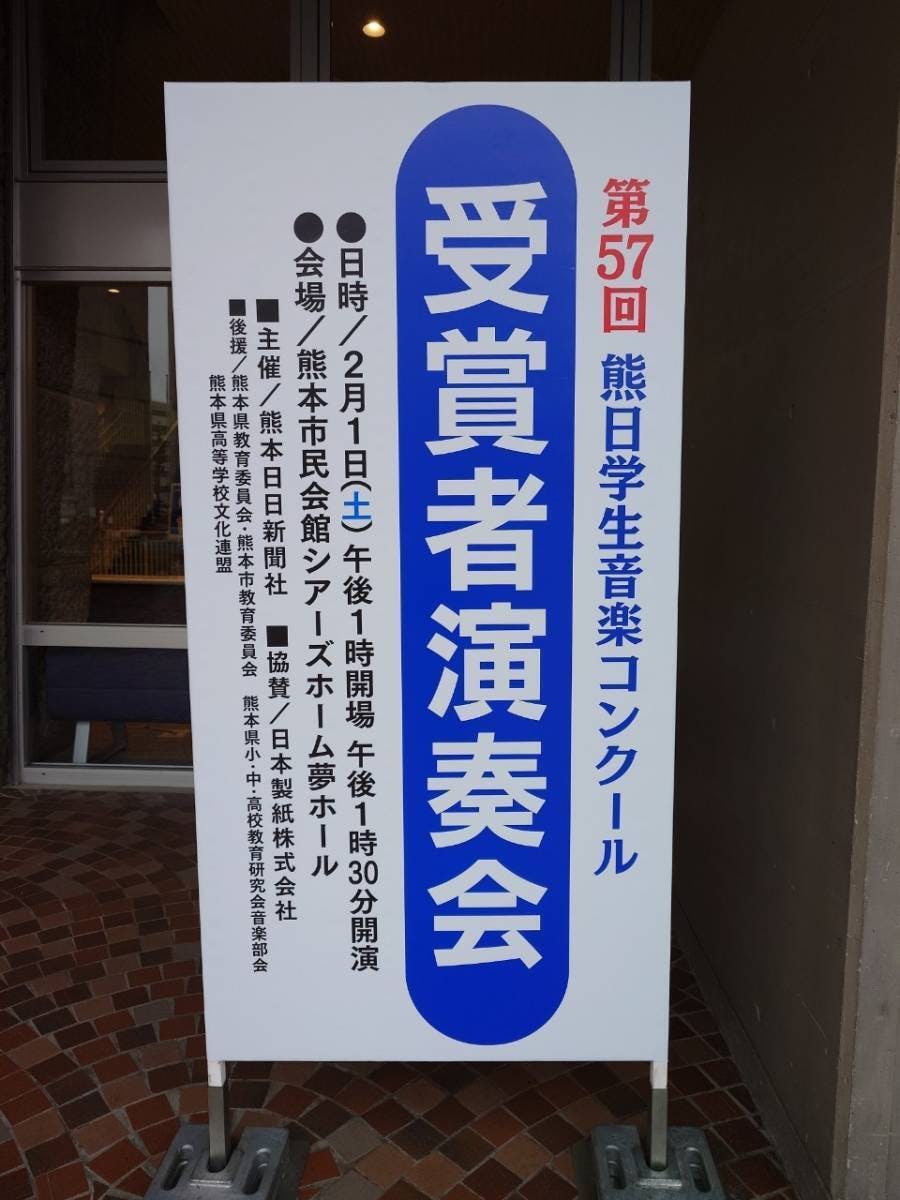 第57回 熊日学生音楽コンクール
受賞者演奏会
●日時／2月1日(土) 午後1時開場 午後1時30分開演
●会場／熊本市民会館シアーズホーム夢ホール
■主催／熊本日日新聞社 ■協賛／日本製紙株式会社
■後援／熊本県教育委員会・熊本市教育委員会 熊本県小・中・高校教育研究会音楽部会
熊本県高等学校文化連盟